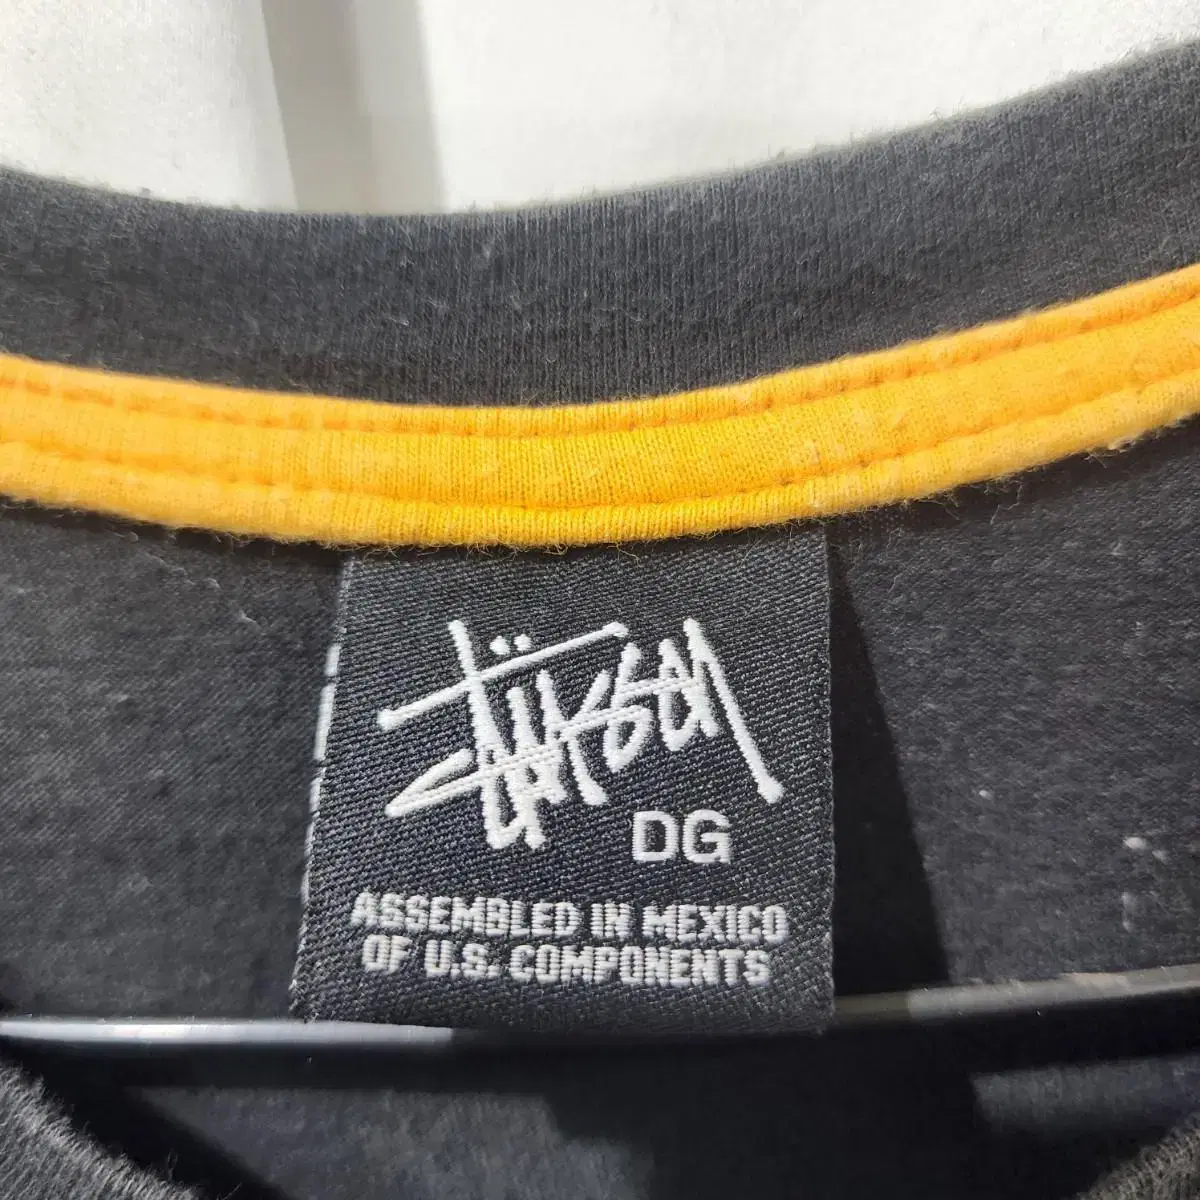 Stüssy
DG
ASSEMBLED IN MEXICO
OF U.S. COMPONENTS